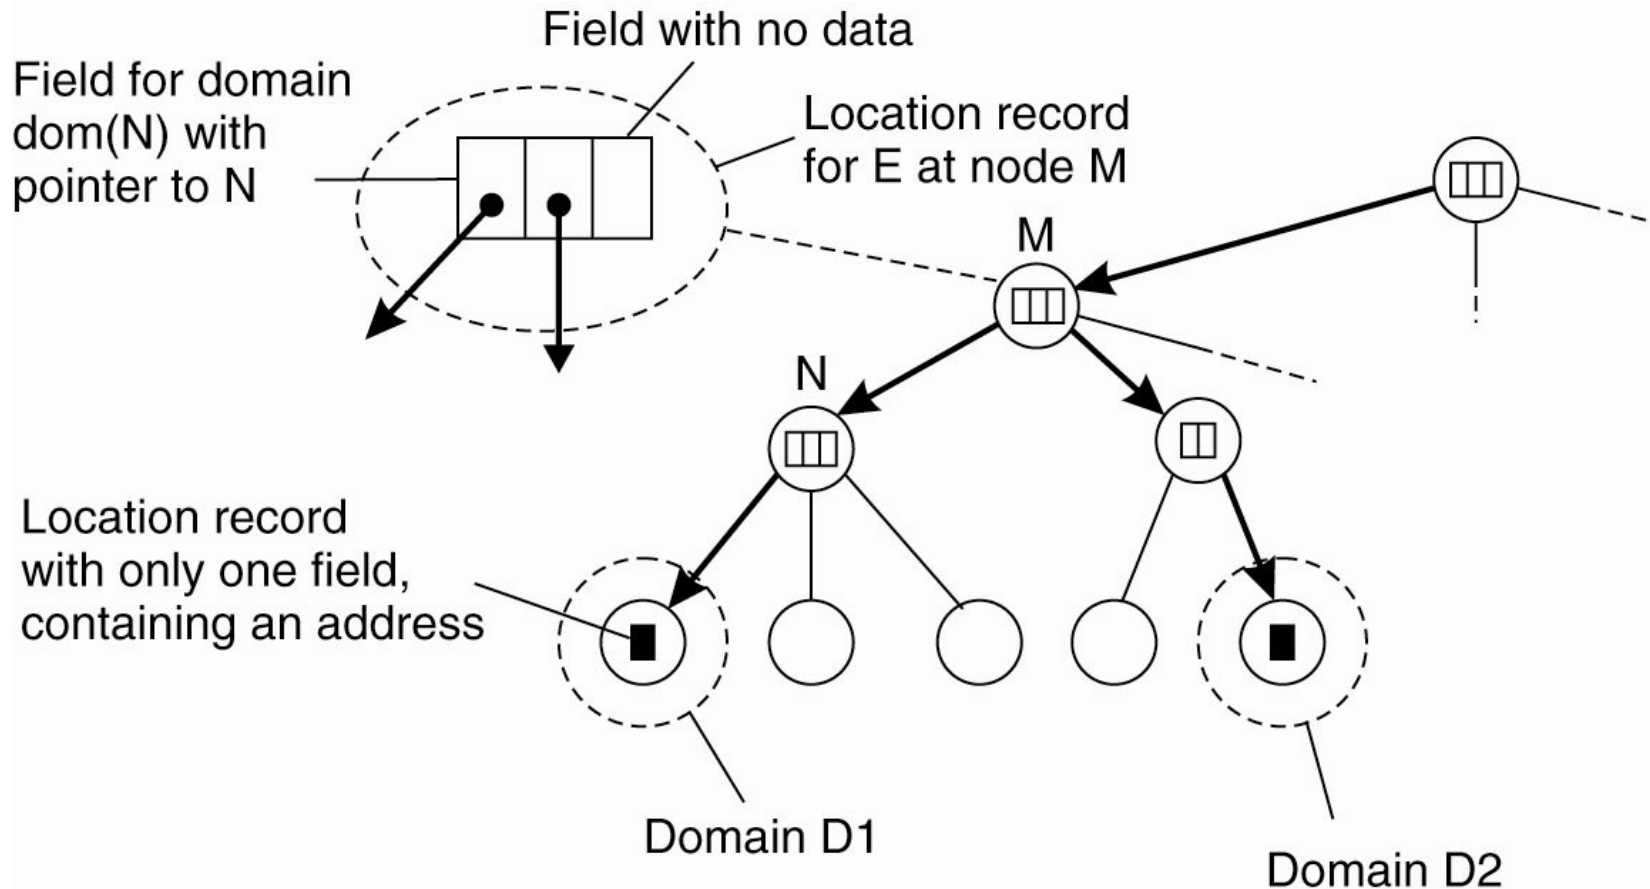 Field with no data
Field for domain
dom(N) with
pointer to N
Location record
for E at node M
M
N
Location record
with only one field,
containing an address
Domain D1
Domain D2